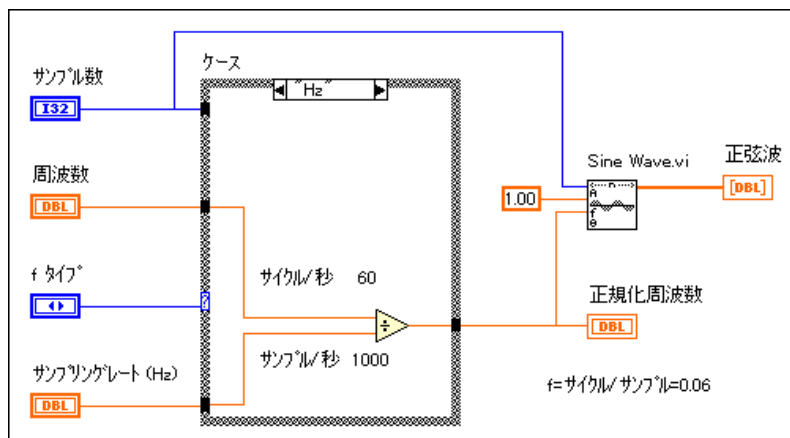 サンプル数
I32
周波数
DBL
f タイプ
サンプリングレート (Hz)
DBL
ケース
"Hz"
サイクル/秒 60
÷
サンプル/秒 1000
?
1.00
Sine Wave.vi
n
A
f
θ
正弦波
[DBL]
正規化周波数
DBL
f=サイクル/サンプル=0.06